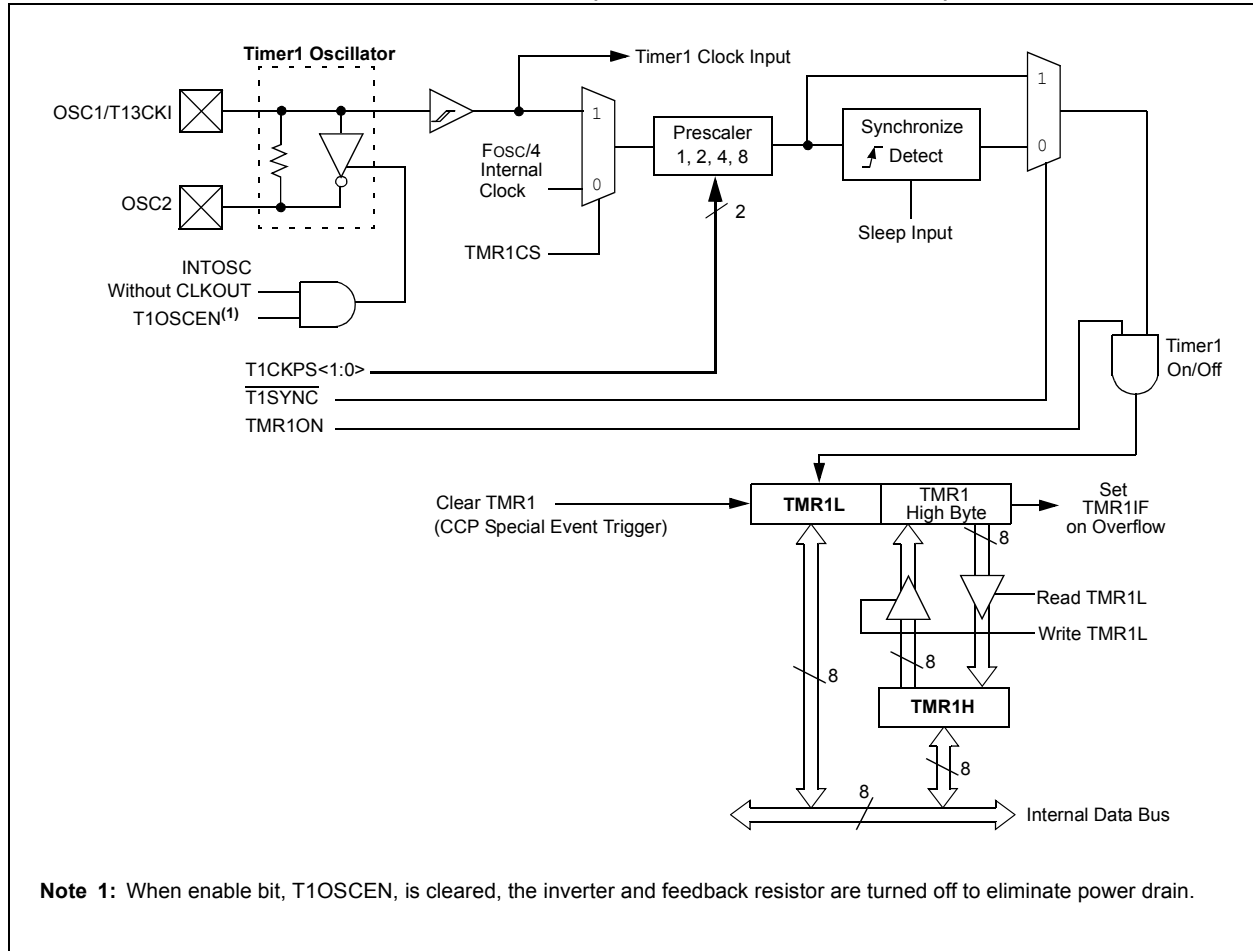 Timer1 Oscillator
Timer1 Clock Input
1
OSC1/T13CKI
1
Prescaler
1, 2, 4, 8
Synchronize
Detect
FOSC/4
Internal
Clock
0
0
OSC2
2
Sleep Input
TMR1CS
INTOSC
Without CLKOUT
T1OSCEN(1)
Timer1
On/Off
T1CKPS<1:0>
T1SYNC
TMR1ON
Clear TMR1
(CCP Special Event Trigger)
TMR1L
TMR1
High Byte
Set
TMR1IF
on Overflow
8
Read TMR1L
Write TMR1L
8
8
TMR1H
8
8
Internal Data Bus
Note 1: When enable bit, T1OSCEN, is cleared, the inverter and feedback resistor are turned off to eliminate power drain.